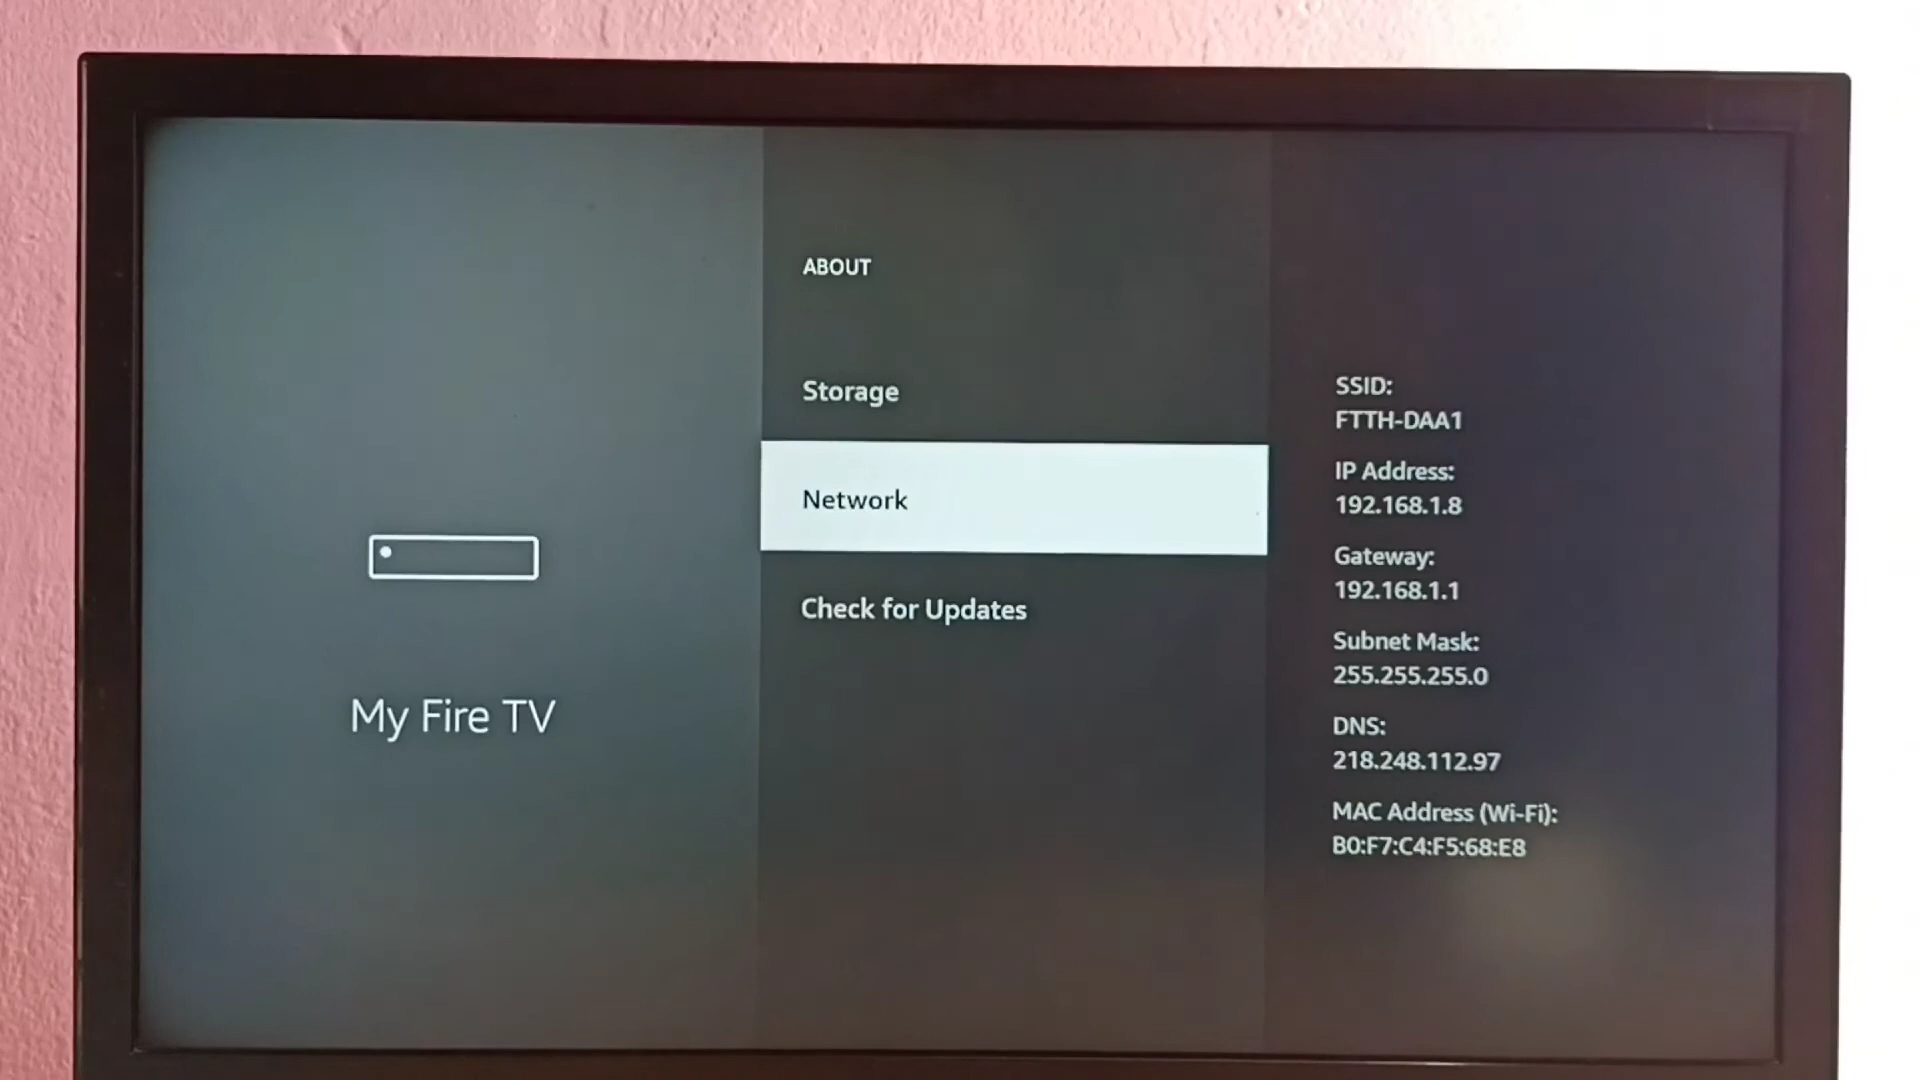 My Fire TV
ABOUT
Storage
Network
Check for Updates
SSID:
FTTH-DAA1
IP Address:
192.168.1.8
Gateway:
192.168.1.1
Subnet Mask:
255.255.255.0
DNS:
218.248.112.97
MAC Address (Wi-Fi):
B0:F7:C4:F5:68:E8